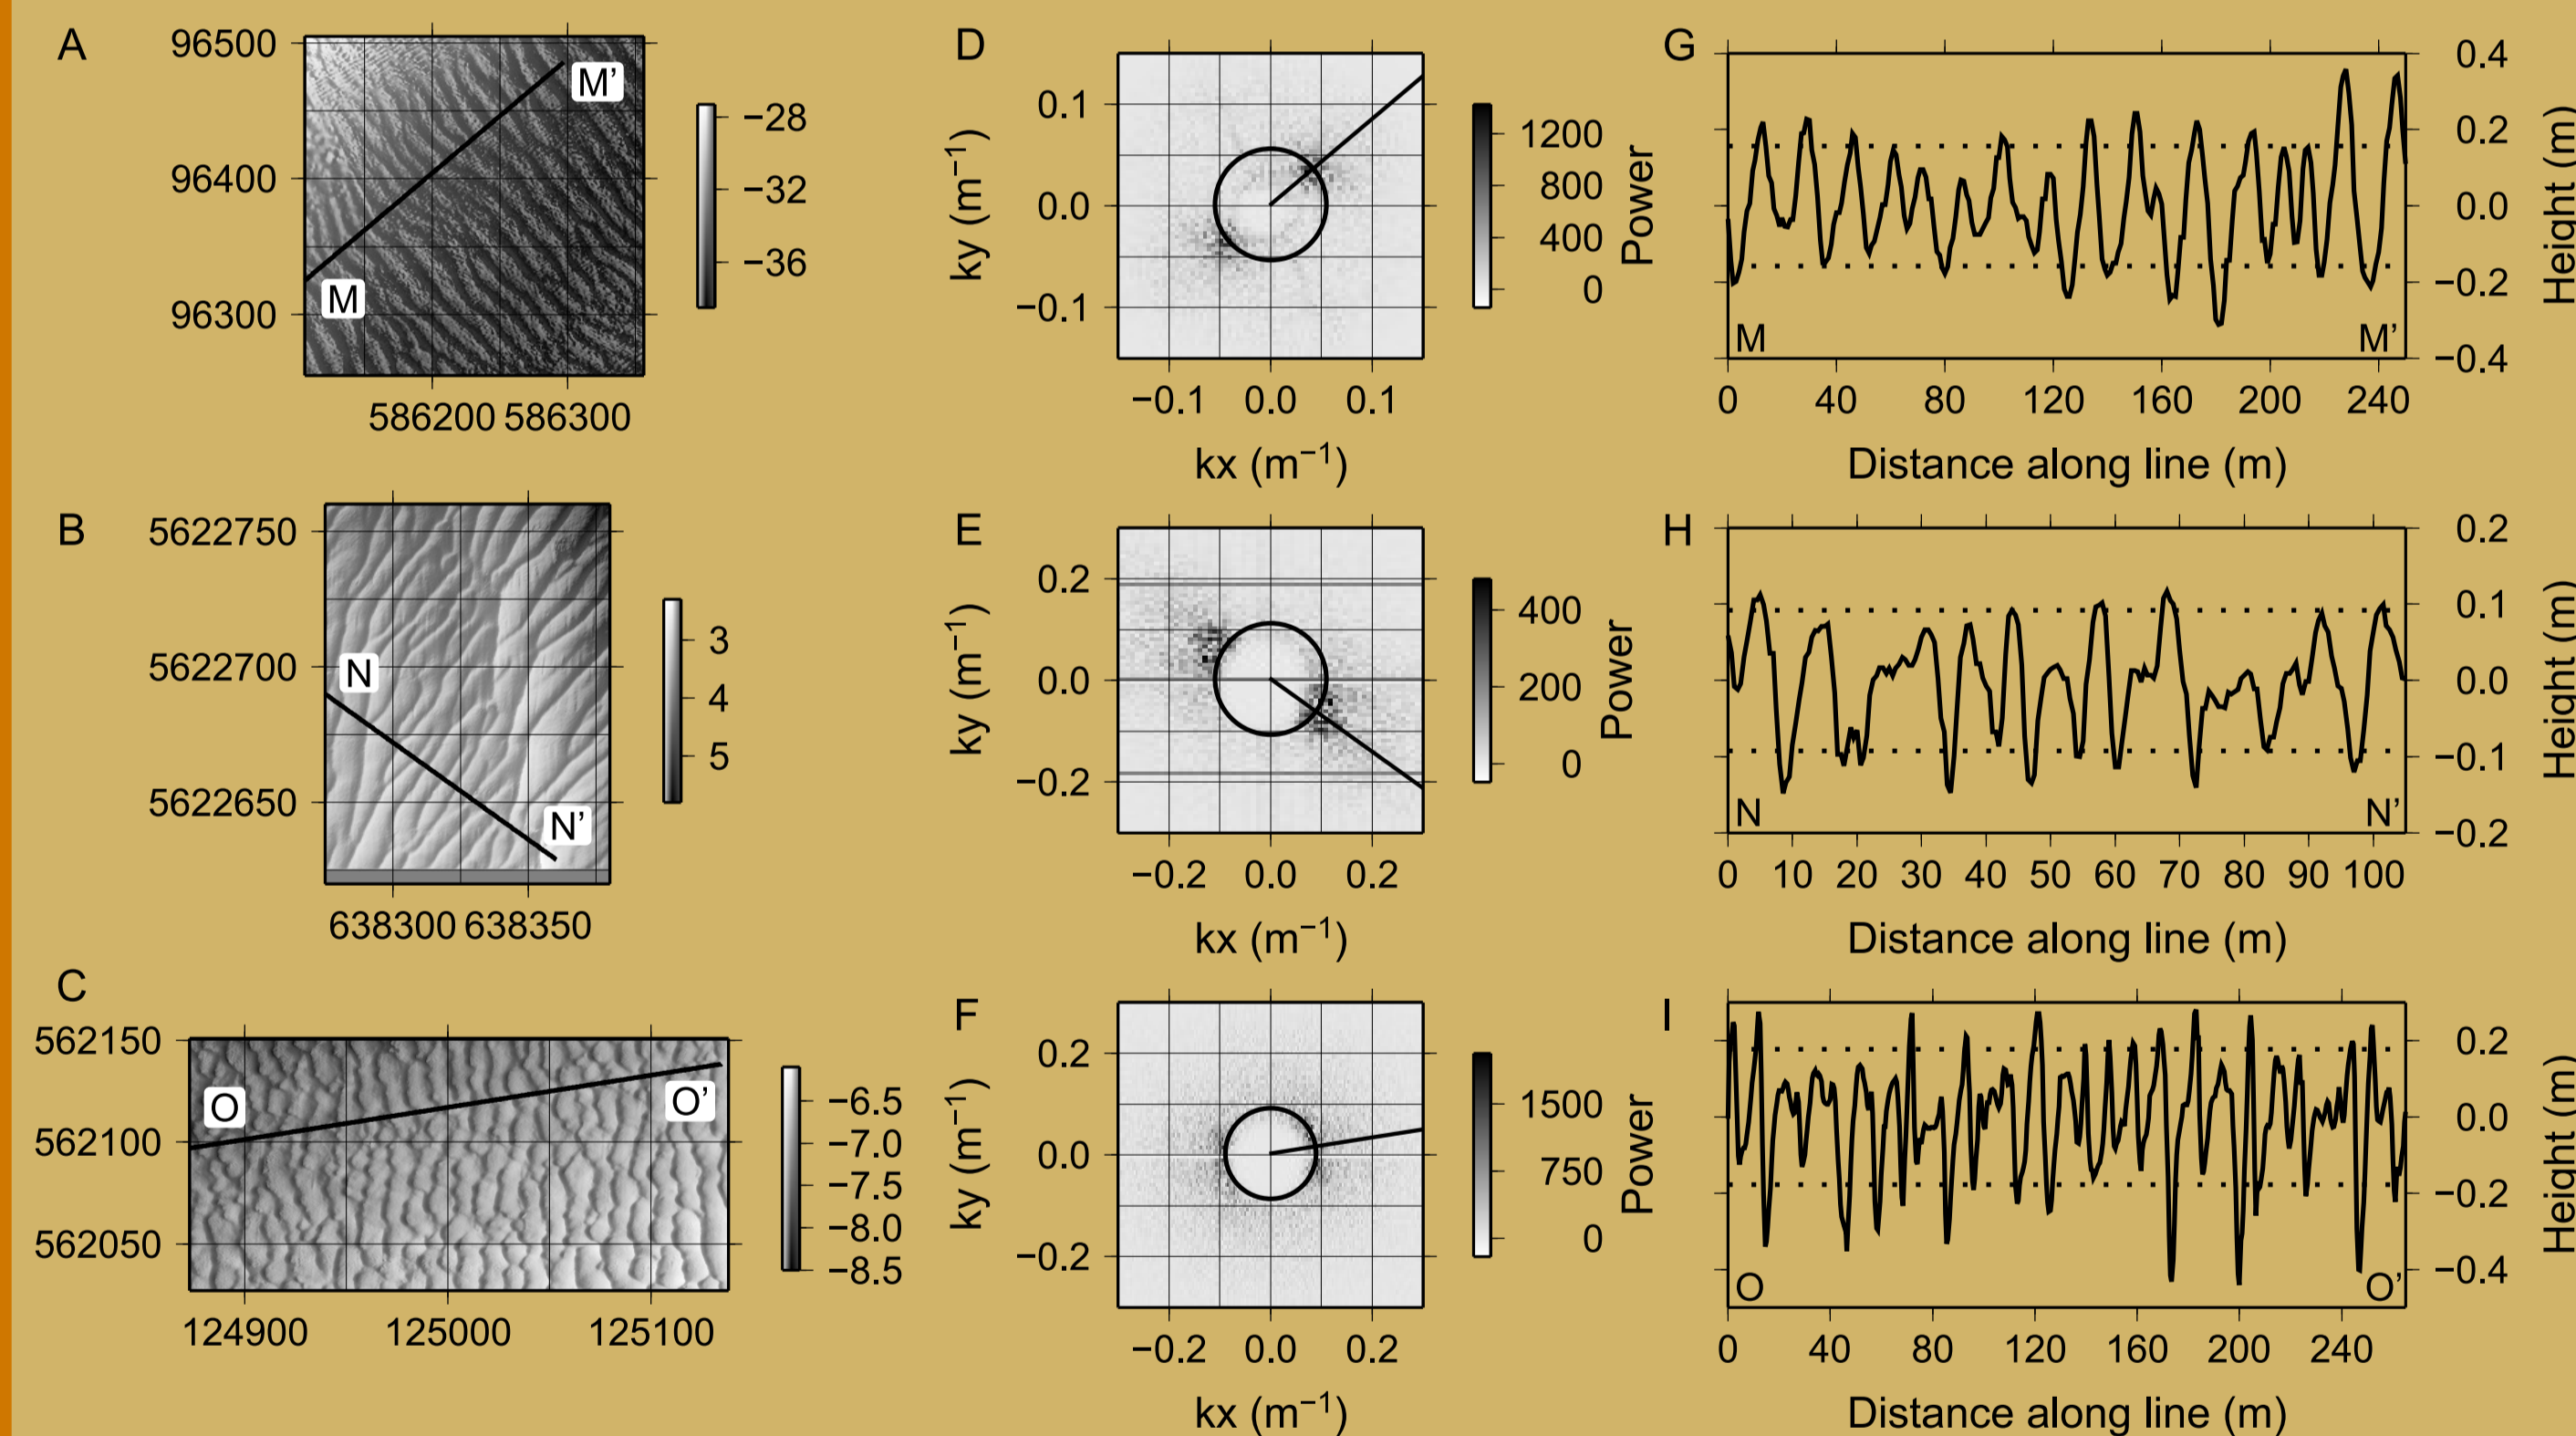 A
96500
96400
96300
M
M’
586200 586300
−28
−32
−36
D
ky (m⁻¹)
0.1
0.0
−0.1
−0.1 0.0 0.1
kx (m⁻¹)
1200
800
400
0
Power
G
0.4
0.2
0.0
−0.2
−0.4
Height (m)
M M’
0 40 80 120 160 200 240
Distance along line (m)
B
5622750
5622700
5622650
N
N’
638300 638350
3
4
5
E
ky (m⁻¹)
0.2
0.0
−0.2
−0.2 0.0 0.2
kx (m⁻¹)
400
200
0
Power
H
0.2
0.1
0.0
−0.1
−0.2
Height (m)
N N’
0 10 20 30 40 50 60 70 80 90 100
Distance along line (m)
C
562150
562100
562050
O
O’
124900 125000 125100
−6.5
−7.0
−7.5
−8.0
−8.5
F
ky (m⁻¹)
0.2
0.0
−0.2
−0.2 0.0 0.2
kx (m⁻¹)
1500
750
0
Power
I
0.2
0.0
−0.2
−0.4
Height (m)
O O’
0 40 80 120 160 200 240
Distance along line (m)